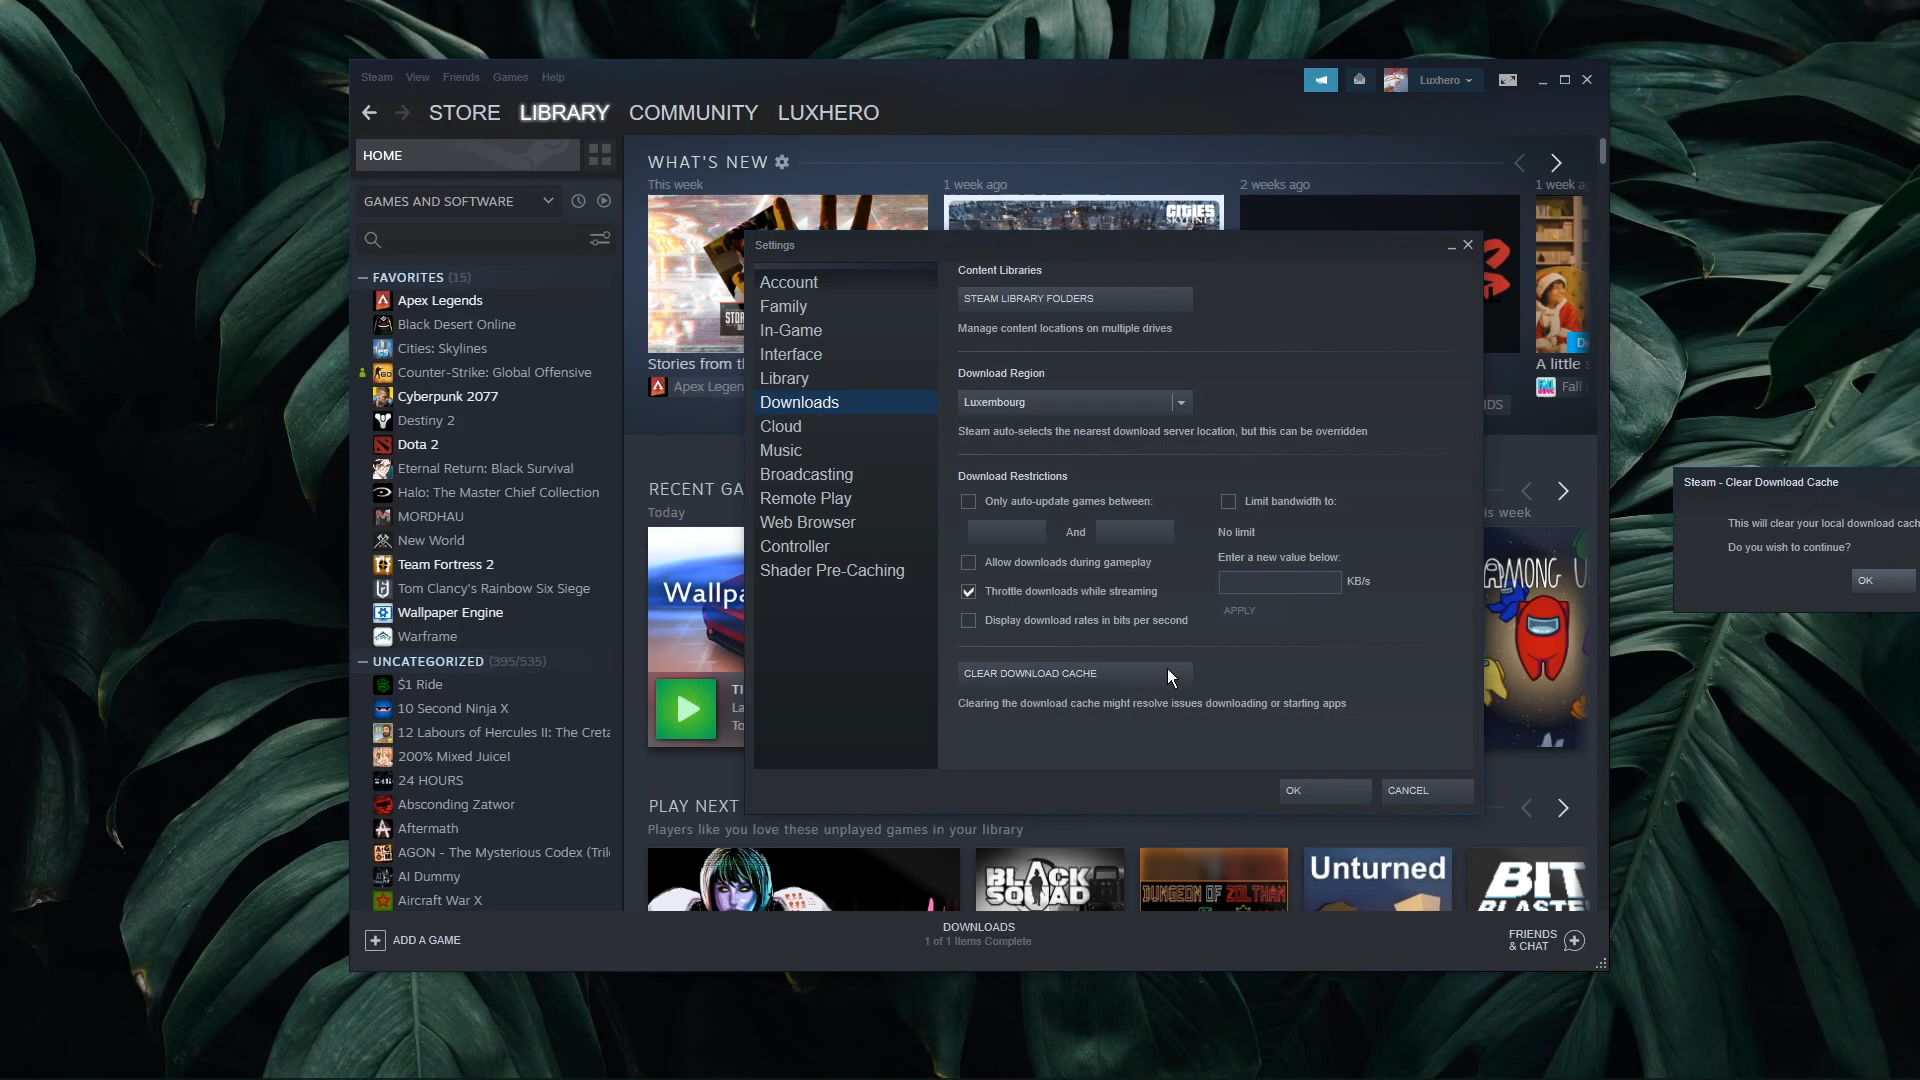 Steam View Friends Games Help
Luxhero
STORE LIBRARY COMMUNITY LUXHERO
HOME
GAMES AND SOFTWARE
FAVORITES (15)
Apex Legends
Black Desert Online
Cities: Skylines
Counter-Strike: Global Offensive
Cyberpunk 2077
Destiny 2
Dota 2
Eternal Return: Black Survival
Halo: The Master Chief Collection
MORDHAU
New World
Team Fortress 2
Tom Clancy's Rainbow Six Siege
Wallpaper Engine
Warframe
UNCATEGORIZED (395/535)
$1 Ride
10 Second Ninja X
12 Labours of Hercules II: The Creta
200% Mixed Juice!
24 HOURS
Absconding Zatwor
Aftermath
AGON - The Mysterious Codex (Tril
AI Dummy
Aircraft War X
ADD A GAME
WHAT'S NEW
This week
1 week ago
2 weeks ago
1 week ag
CITIES
SKYLINES
Stories from t
Apex Legen
A little s
Fall
RECENT GA
Today
is week
Wallpa
AMONG U
PLAY NEXT
Players like you love these unplayed games in your library
BLACK
SQUAD
DUNGEON OF ZOLTHAN
Unturned
BIT
BLASTE
DOWNLOADS
1 of 1 Items Complete
FRIENDS
& CHAT
Settings
Account
Family
In-Game
Interface
Library
Downloads
Cloud
Music
Broadcasting
Remote Play
Web Browser
Controller
Shader Pre-Caching
Content Libraries
STEAM LIBRARY FOLDERS
Manage content locations on multiple drives
Download Region
Luxembourg
Steam auto-selects the nearest download server location, but this can be overridden
Download Restrictions
Only auto-update games between:
And
Allow downloads during gameplay
Throttle downloads while streaming
Display download rates in bits per second
Limit bandwidth to:
No limit
Enter a new value below:
KB/s
APPLY
CLEAR DOWNLOAD CACHE
Clearing the download cache might resolve issues downloading or starting apps
OK CANCEL
Steam - Clear Download Cache
This will clear your local download cach
Do you wish to continue?
OK